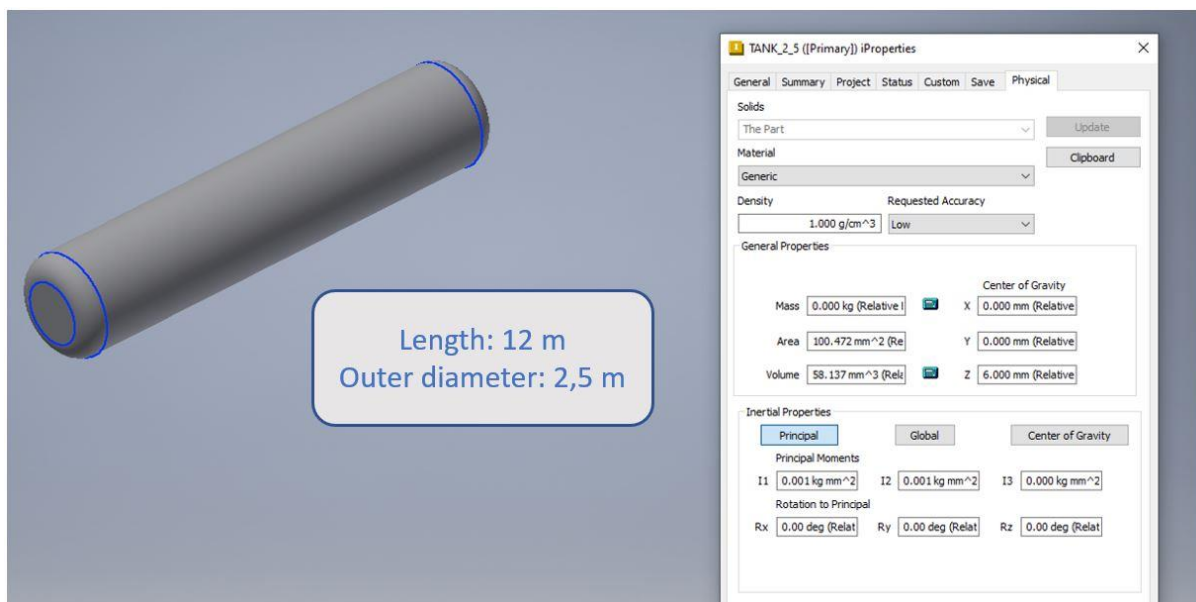 TANK_2_5 ([Primary]) iProperties
General Summary Project Status Custom Save Physical
Solids
The Part
Update
Material
Clipboard
Generic
Density Requested Accuracy
1.000 g/cm^3 Low
General Properties
Center of Gravity
Mass 0.000 kg (Relative X 0.000 mm (Relative
Area 100.472 mm^2 (Re Y 0.000 mm (Relative
Volume 58.137 mm^3 (Rela Z 6.000 mm (Relative
Inertial Properties
Principal Global Center of Gravity
Principal Moments
I1 0.001 kg mm^2 I2 0.001 kg mm^2 I3 0.000 kg mm^2
Rotation to Principal
Rx 0.00 deg (Relat Ry 0.00 deg (Relat Rz 0.00 deg (Relat
Length: 12 m
Outer diameter: 2,5 m